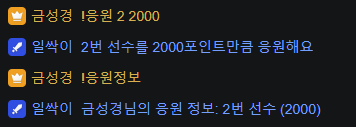 금성경 !응원 2 2000
일싹이 2번 선수를 2000포인트만큼 응원해요
금성경 !응원정보
일싹이 금성경님의 응원 정보: 2번 선수 (2000)